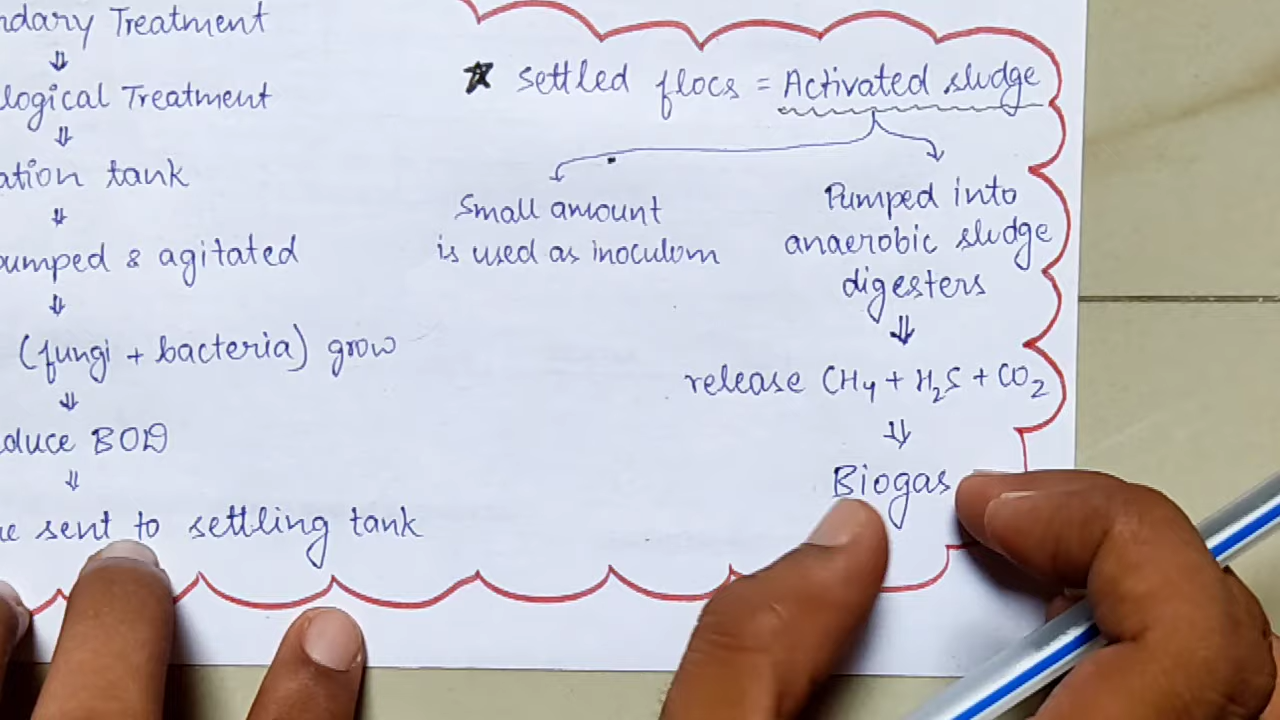 ndary Treatment
⇓
logical Treatment
⇓
ation tank
⇓
pumped & agitated
⇓
(fungi + bacteria) grow
⇓
duce BOD
⇓
e sent to settling tank
★ settled flocs = Activated sludge
Small amount
is used as inoculum
Pumped into
anaerobic sludge
digesters
⇓
release CH4 + H2S + CO2
⇓
Biogas